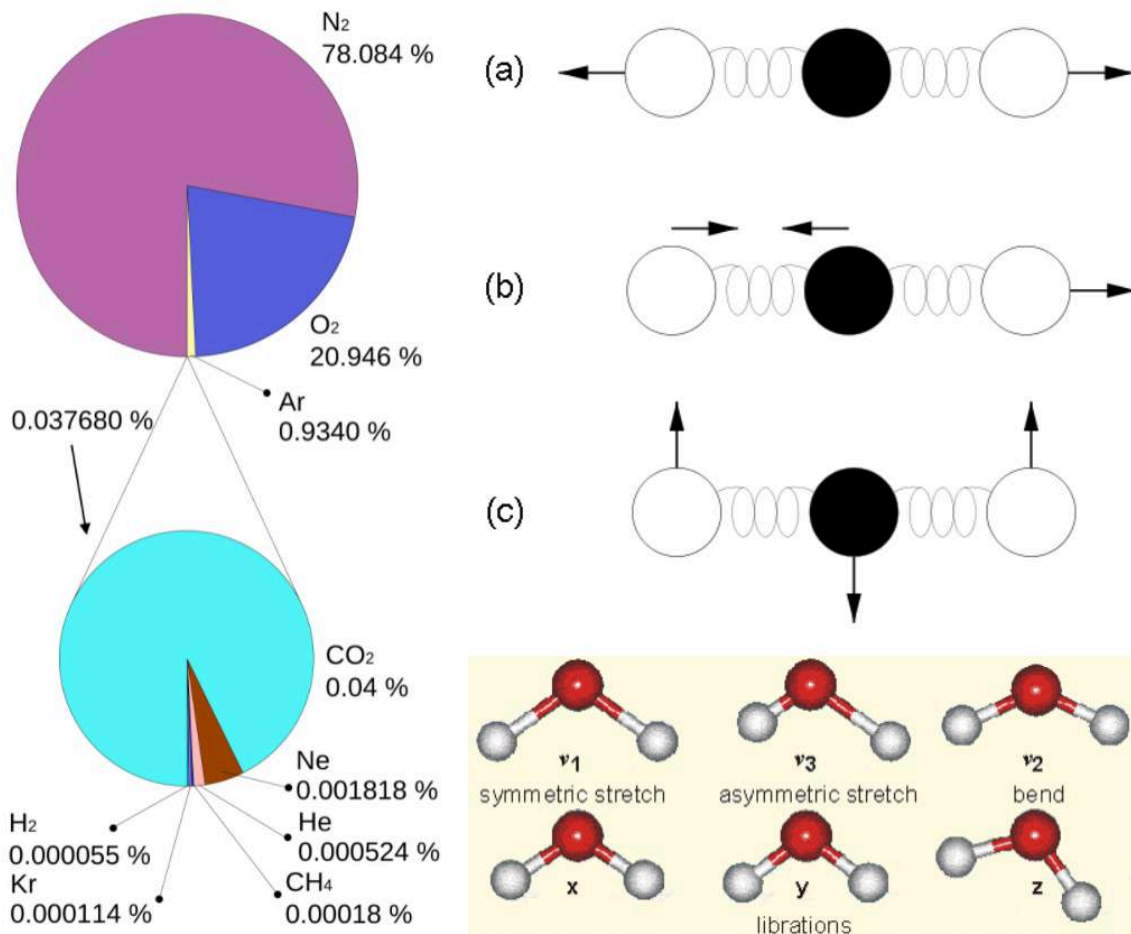 N2
78.084 %
O2
20.946 %
Ar
0.9340 %
0.037680 %
CO2
0.04 %
Ne
0.001818 %
He
0.000524 %
CH4
0.00018 %
H2
0.000055 %
Kr
0.000114 %
(a)
(b)
(c)
ν1
symmetric stretch
ν3
asymmetric stretch
ν2
bend
x
y
z
librations